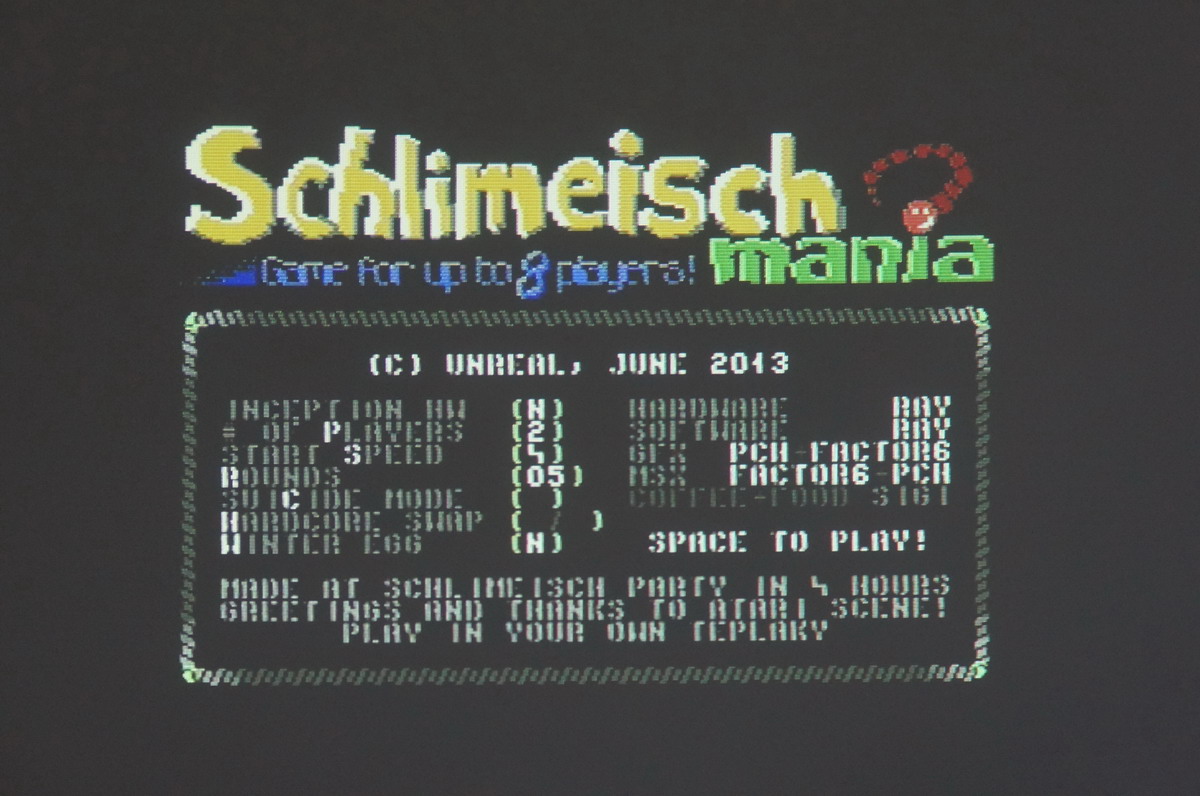 Schlimeisch
mania
Game for up to 8 players!
(C) UNREAL, JUNE 2013
INCEPTION HW (N) HARDWARE RAY
# OF PLAYERS (2) SOFTWARE RAY
START SPEED (5) GFX PCH-FACTOR6
ROUNDS (05) MSX FACTOR6-PCH
SUICIDE MODE ( ) COFFEE-FOOD SIGI
HARDCORE SWAP ( / )
WINTER EGG (N) SPACE TO PLAY!
MADE AT SCHLIMEISCH PARTY IN 4 HOURS
GREETINGS AND THANKS TO ATARI SCENE!
PLAY IN YOUR OWN TEPLAKY